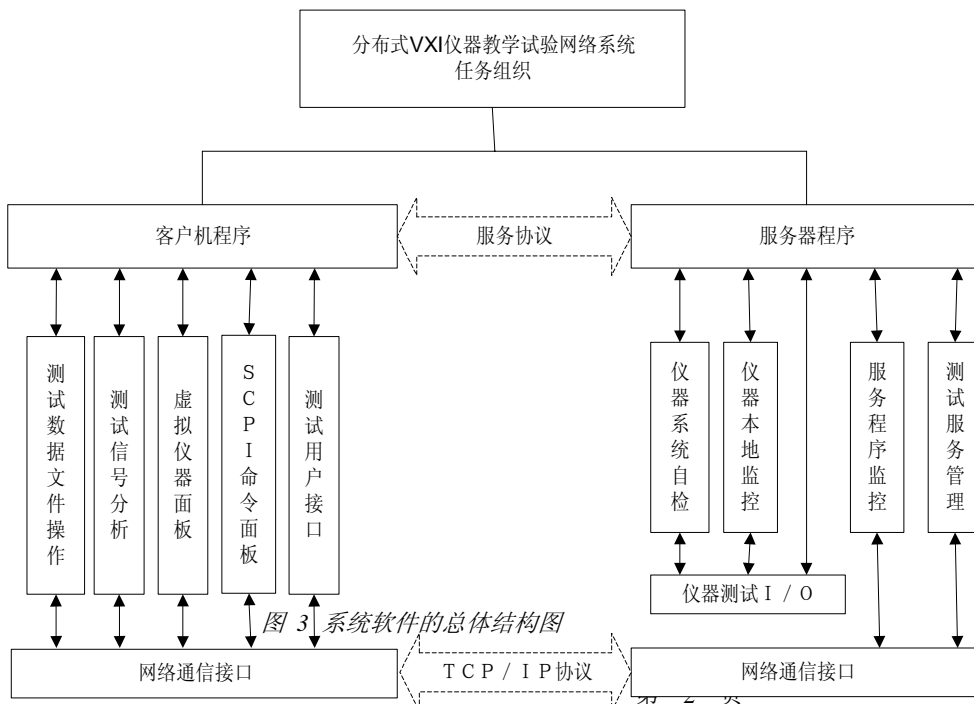 分布式VXI仪器教学试验网络系统
任务组织
客户机程序
服务协议
服务器程序
测试数据文件操作
测试信号分析
虚拟仪器面板
SCPI命令面板
测试用户接口
仪器系统自检
仪器本地监控
服务程序监控
测试服务管理
仪器测试I/O
图 3 系统软件的总体结构图
网络通信接口
TCP/IP协议
网络通信接口
第 2 页